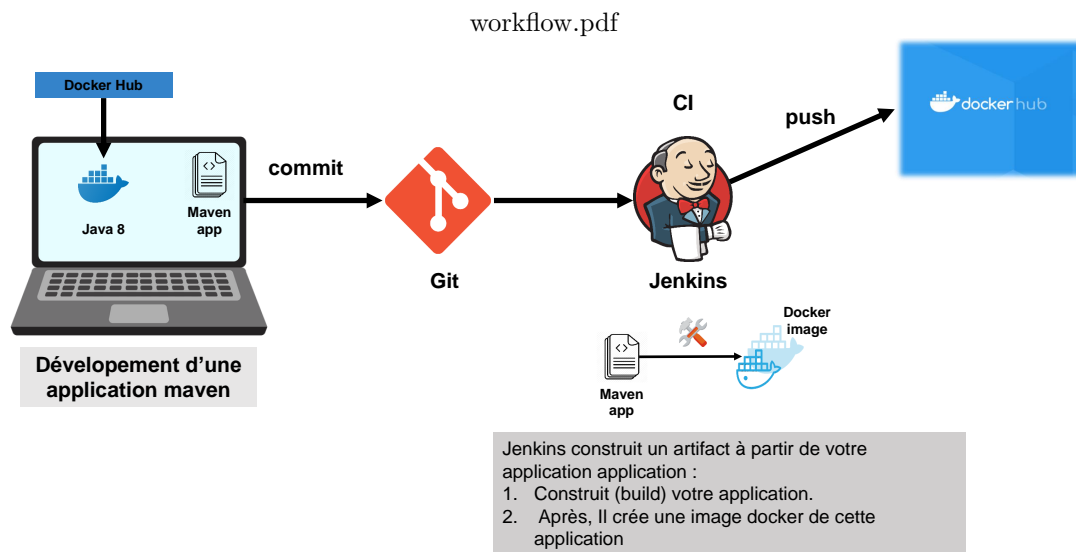 workflow.pdf
Docker Hub
Java 8
Maven
app
Dévelopement d'une
application maven
commit
Git
CI
Jenkins
push
dockerhub
Maven
app
Docker
image
Jenkins construit un artifact à partir de votre
application application :
1. Construit (build) votre application.
2. Après, Il crée une image docker de cette
application